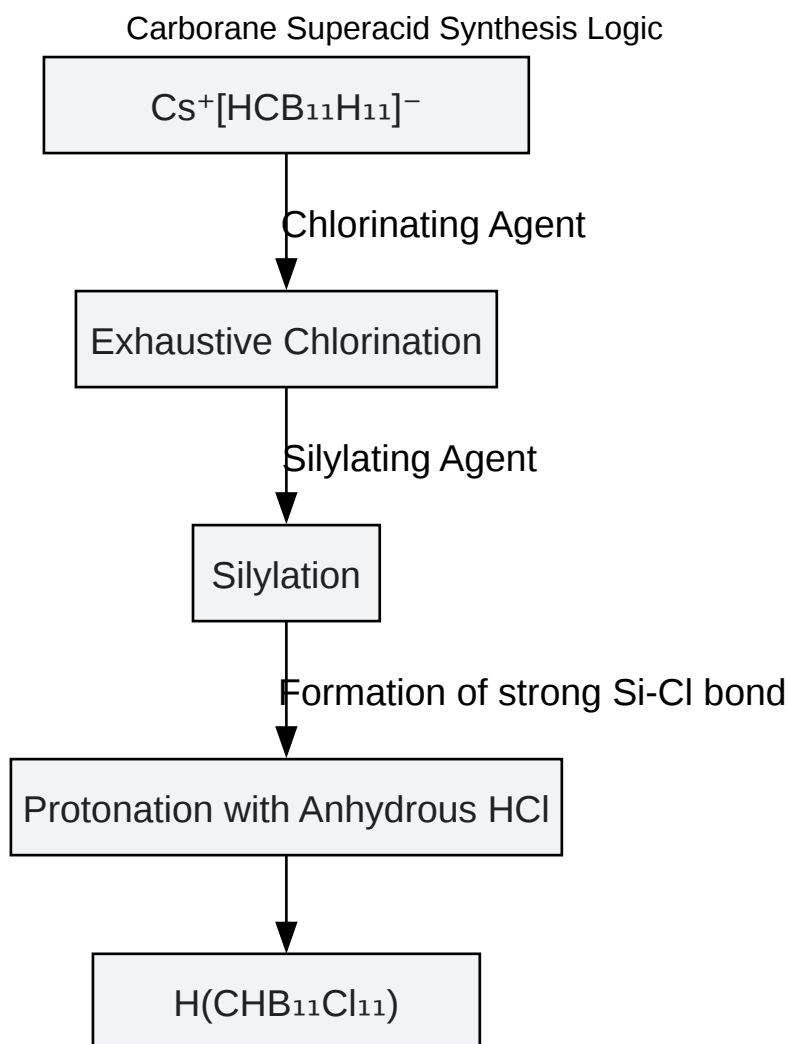 Carborane Superacid Synthesis Logic
Cs⁺[HCB₁₁H₁₁]⁻
Chlorinating Agent
Exhaustive Chlorination
Silylating Agent
Silylation
Formation of strong Si-Cl bond
Protonation with Anhydrous HCl
H(CHB₁₁Cl₁₁)